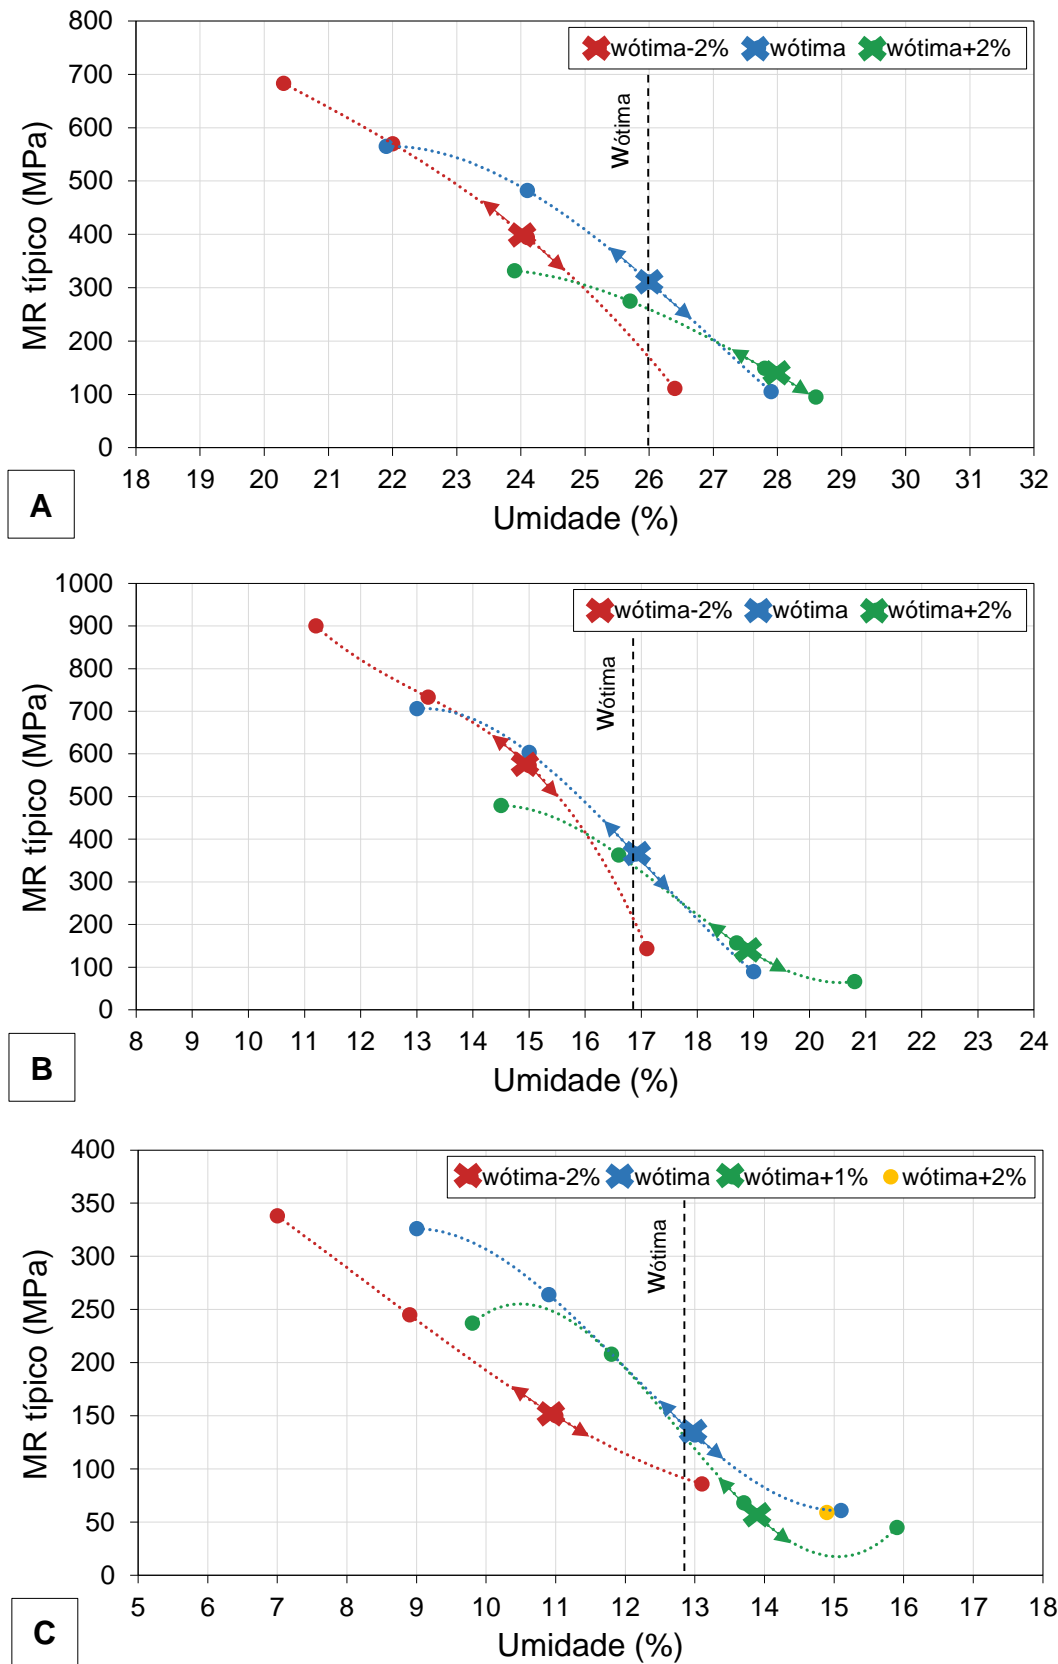 800
700
600
500
400
300
200
100
0
MR típico (MPa)
wótima-2% wótima wótima+2%
Wótima
18 19 20 21 22 23 24 25 26 27 28 29 30 31 32
Umidade (%)
A
1000
900
800
700
600
500
400
300
200
100
0
MR típico (MPa)
wótima-2% wótima wótima+2%
Wótima
8 9 10 11 12 13 14 15 16 17 18 19 20 21 22 23 24
Umidade (%)
B
400
350
300
250
200
150
100
50
0
MR típico (MPa)
wótima-2% wótima wótima+1% wótima+2%
Wótima
5 6 7 8 9 10 11 12 13 14 15 16 17 18
Umidade (%)
C